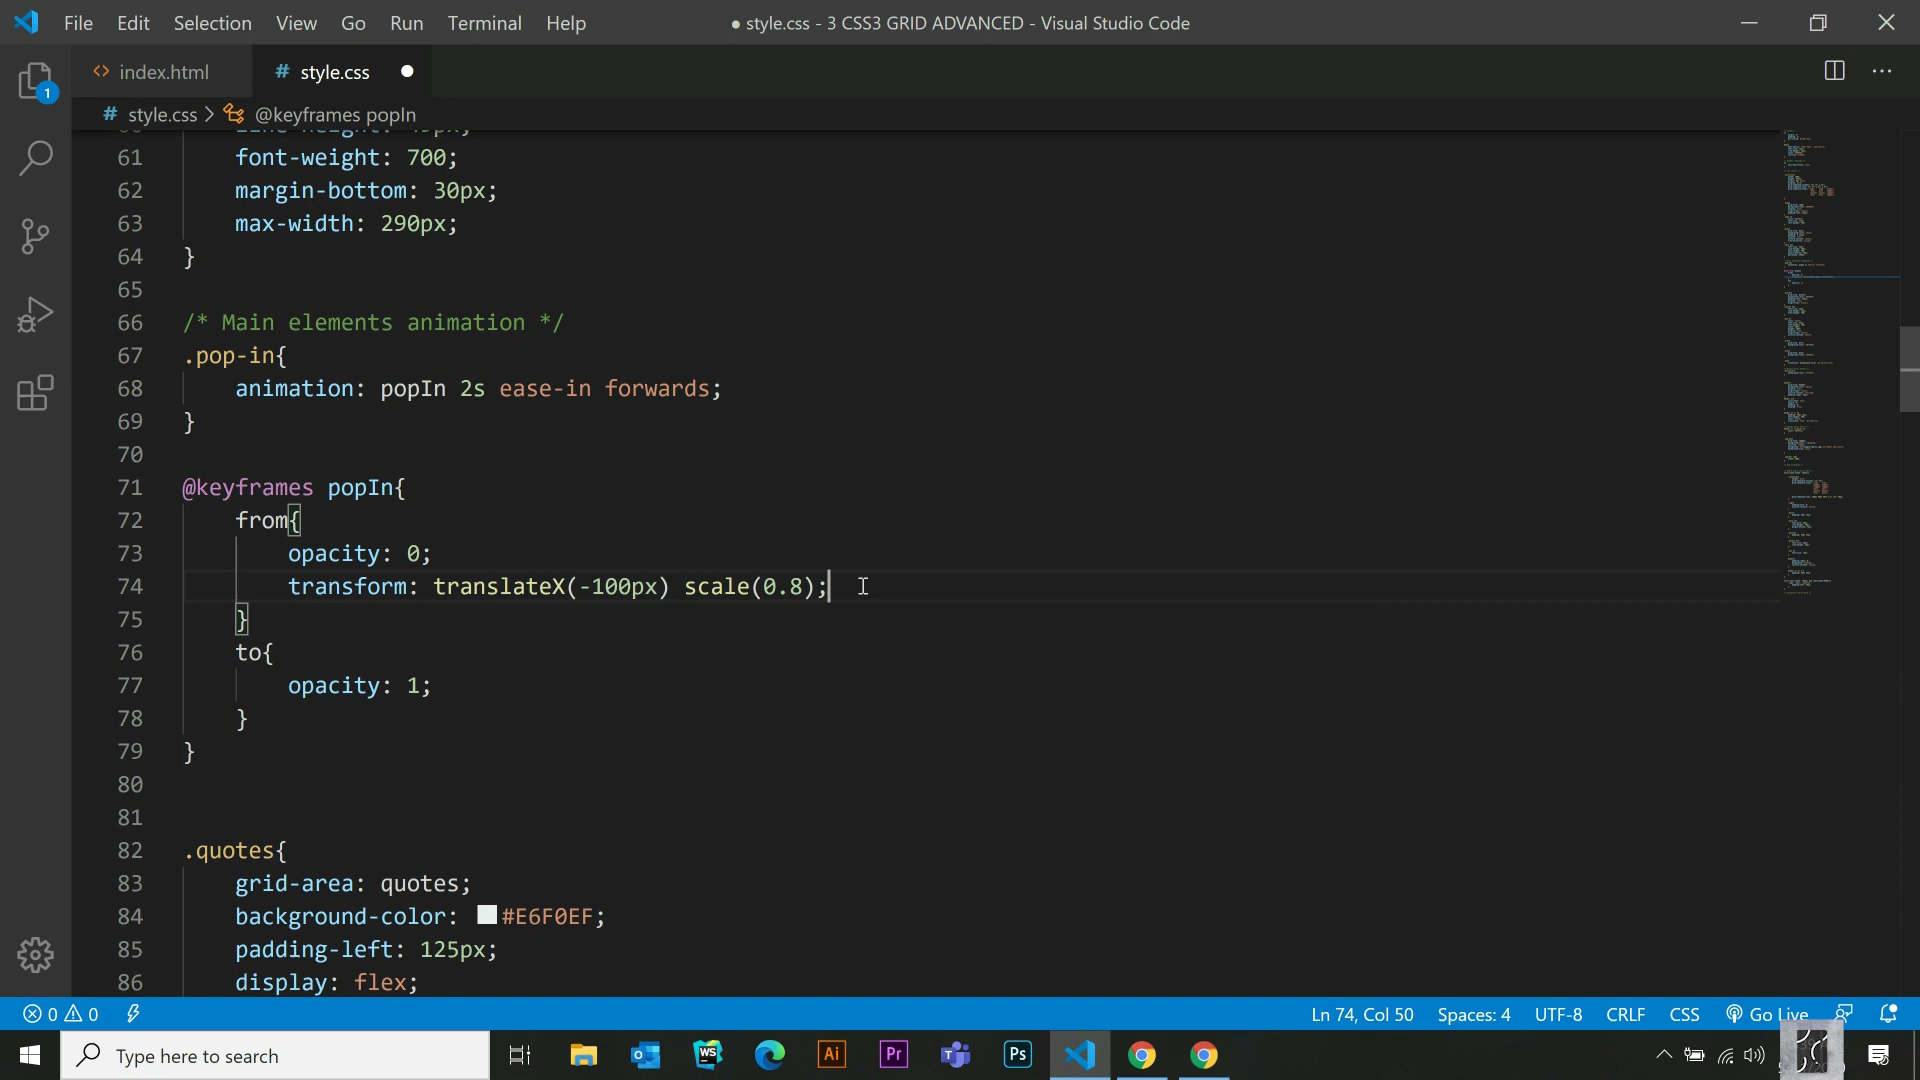 File Edit Selection View Go Run Terminal Help
● style.css - 3 CSS3 GRID ADVANCED - Visual Studio Code
1
<> index.html
# style.css ●
# style.css > @keyframes popIn
61 font-weight: 700;
62 margin-bottom: 30px;
63 max-width: 290px;
64 }
65
66 /* Main elements animation */
67 .pop-in{
68 animation: popIn 2s ease-in forwards;
69 }
70
71 @keyframes popIn{
72 from{
73 opacity: 0;
74 transform: translateX(-100px) scale(0.8);
75 }
76 to{
77 opacity: 1;
78 }
79 }
80
81
82 .quotes{
83 grid-area: quotes;
84 background-color: #E6F0EF;
85 padding-left: 125px;
86 display: flex;
0 0
Ln 74, Col 50 Spaces: 4 UTF-8 CRLF CSS Go Live
Type here to search
WS Ai Pr T Ps